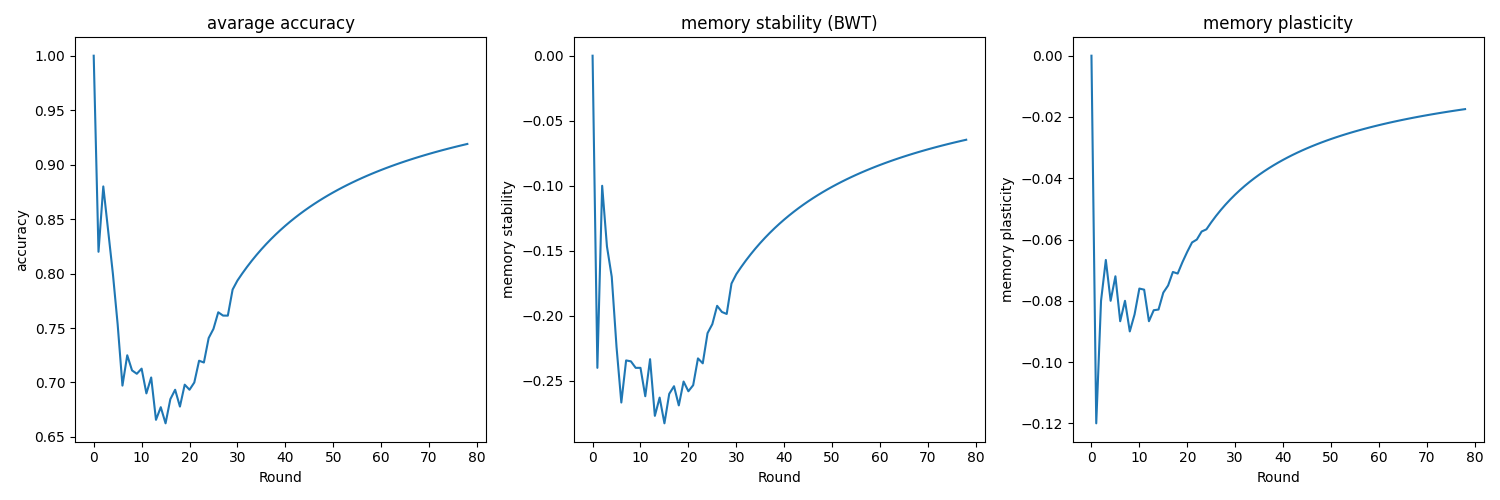 avarage accuracy
accuracy
1.00
0.95
0.90
0.85
0.80
0.75
0.70
0.65
0 10 20 30 40 50 60 70 80
Round
memory stability (BWT)
memory stability
0.00
−0.05
−0.10
−0.15
−0.20
−0.25
0 10 20 30 40 50 60 70 80
Round
memory plasticity
memory plasticity
0.00
−0.02
−0.04
−0.06
−0.08
−0.10
−0.12
0 10 20 30 40 50 60 70 80
Round